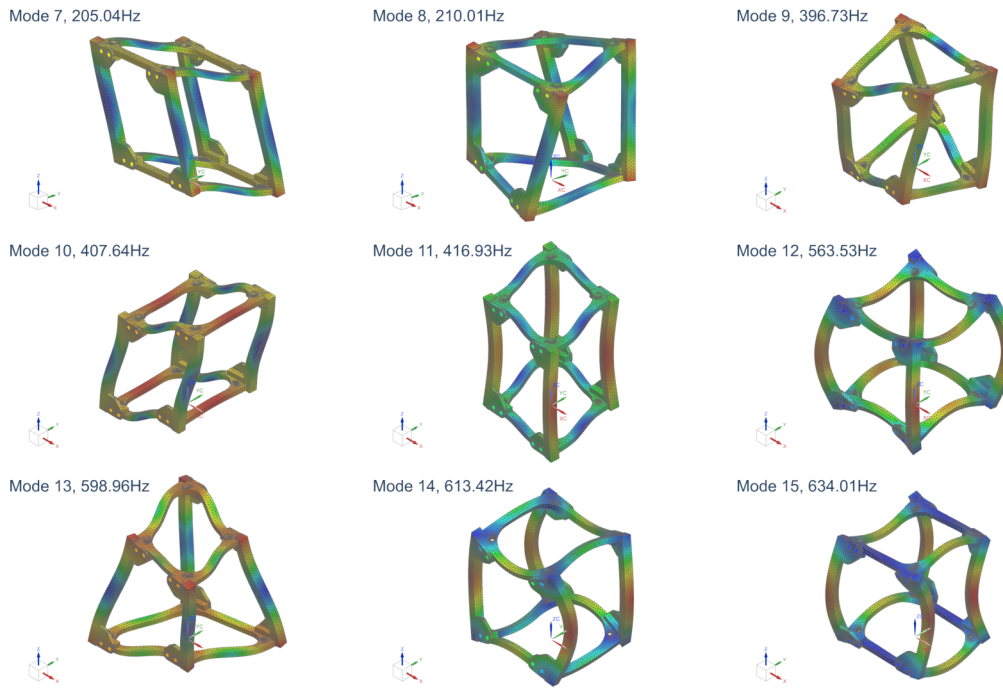 Mode 7, 205.04Hz
Mode 8, 210.01Hz
Mode 9, 396.73Hz
Mode 10, 407.64Hz
Mode 11, 416.93Hz
Mode 12, 563.53Hz
Mode 13, 598.96Hz
Mode 14, 613.42Hz
Mode 15, 634.01Hz